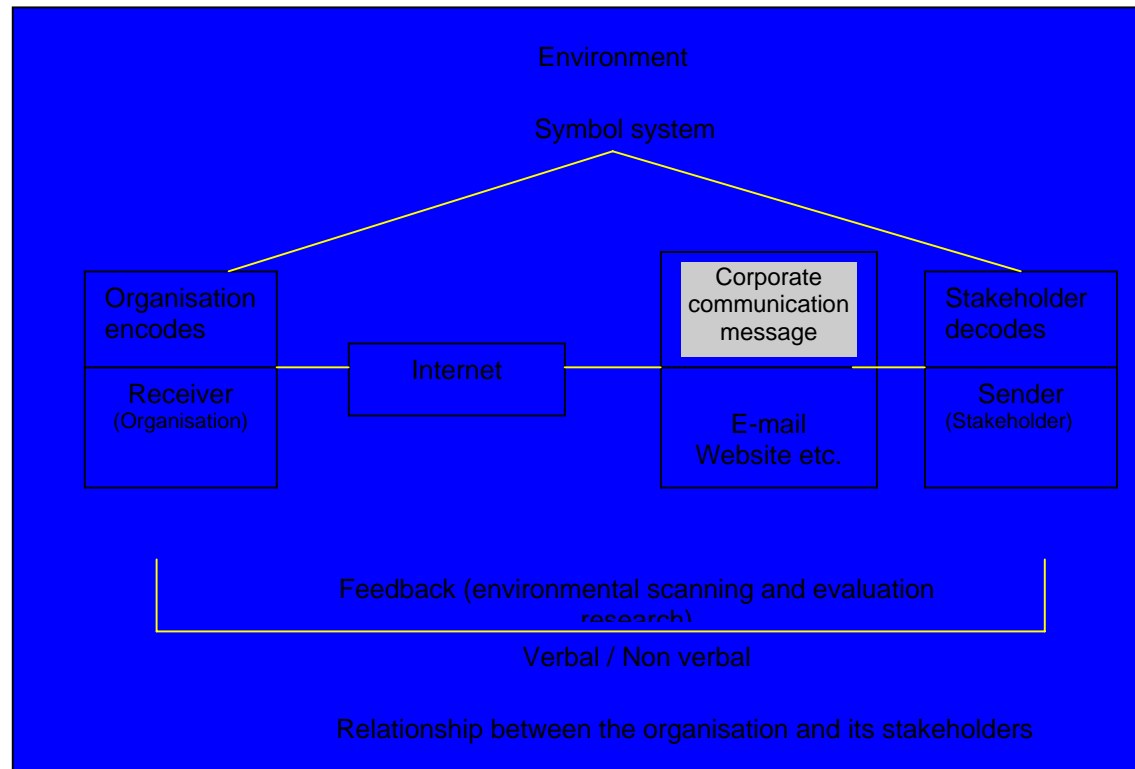 Environment
Symbol system
Organisation
encodes
Receiver
(Organisation)
Internet
Corporate
communication
message
E-mail
Website etc.
Stakeholder
decodes
Sender
(Stakeholder)
Feedback (environmental scanning and evaluation
research)
Verbal / Non verbal
Relationship between the organisation and its stakeholders